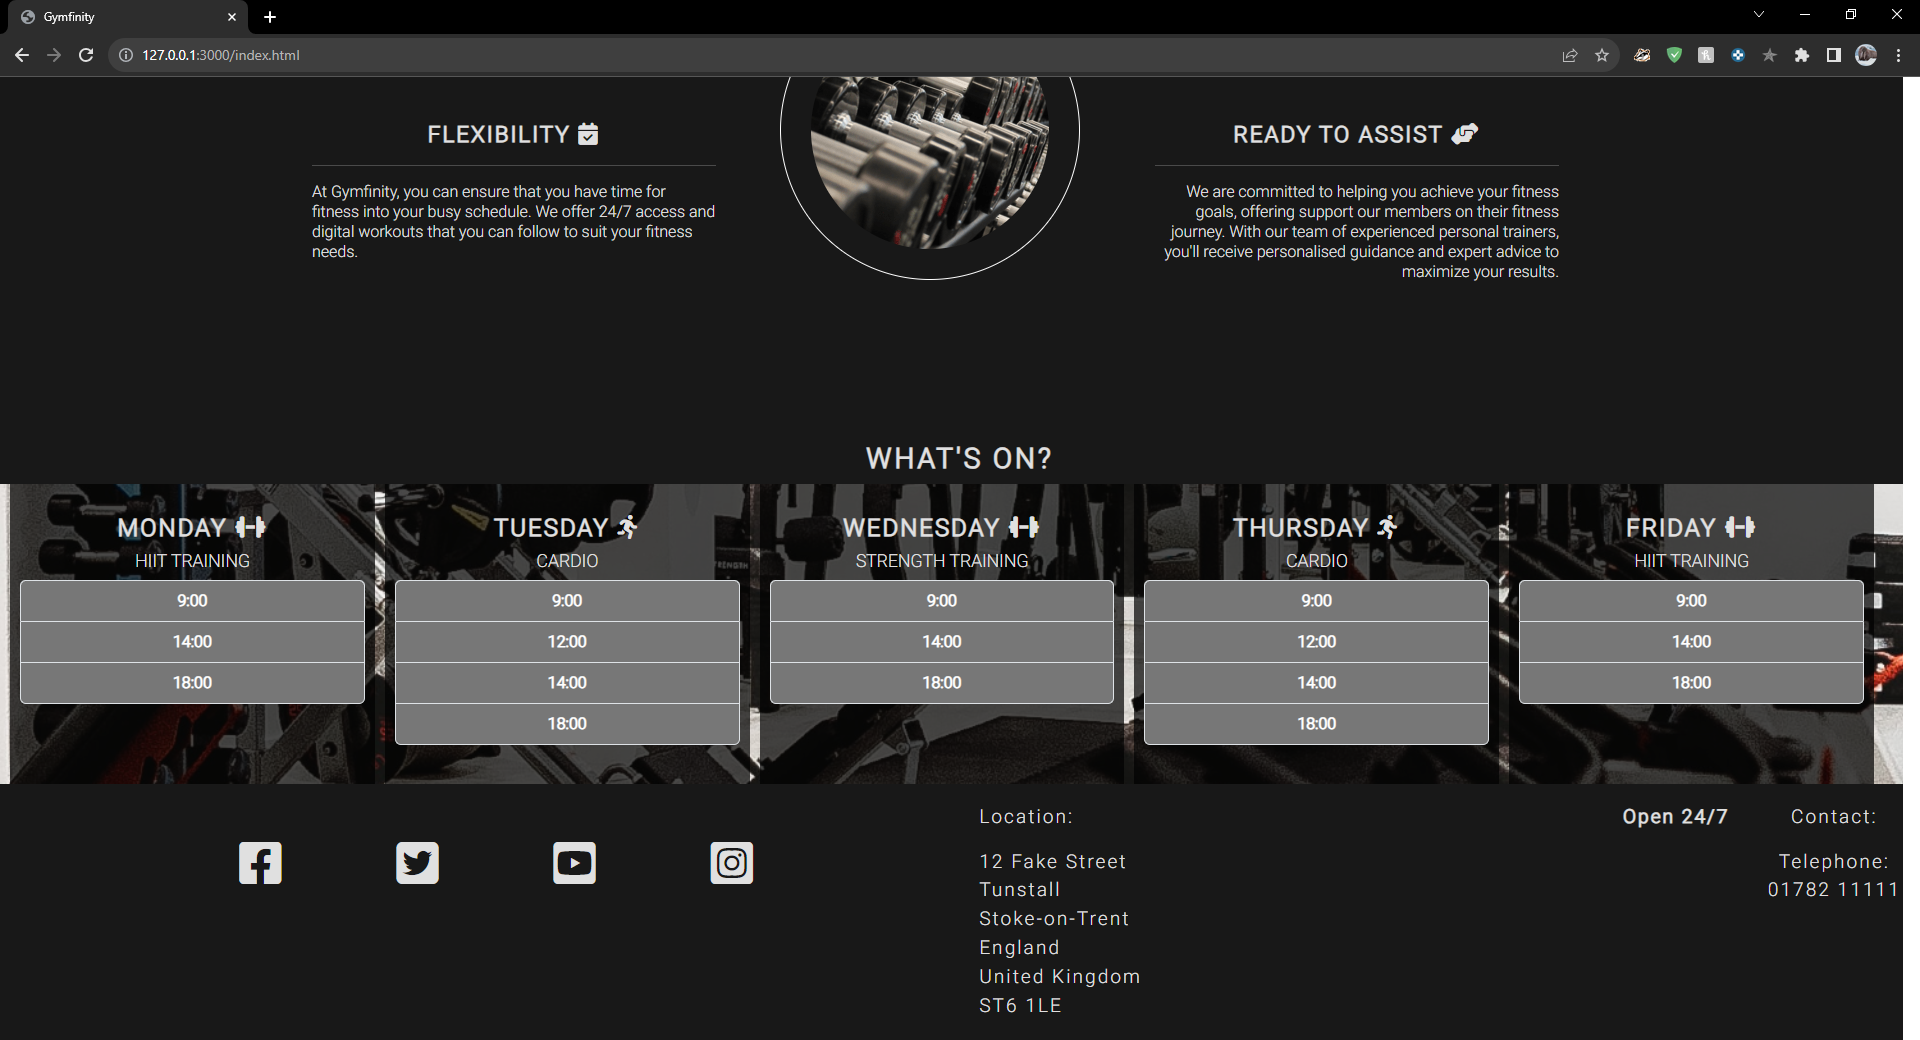 Gymfinity
127.0.0.1:3000/index.html
FLEXIBILITY
At Gymfinity, you can ensure that you have time for
fitness into your busy schedule. We offer 24/7 access and
digital workouts that you can follow to suit your fitness
needs.
READY TO ASSIST
We are committed to helping you achieve your fitness
goals, offering support our members on their fitness
journey. With our team of experienced personal trainers,
you'll receive personalised guidance and expert advice to
maximize your results.
WHAT'S ON?
MONDAY
HIIT TRAINING
9:00
14:00
18:00
TUESDAY
CARDIO
9:00
12:00
14:00
18:00
WEDNESDAY
STRENGTH TRAINING
9:00
14:00
18:00
THURSDAY
CARDIO
9:00
12:00
14:00
18:00
FRIDAY
HIIT TRAINING
9:00
14:00
18:00
Location:
12 Fake Street
Tunstall
Stoke-on-Trent
England
United Kingdom
ST6 1LE
Open 24/7
Contact:
Telephone:
01782 11111